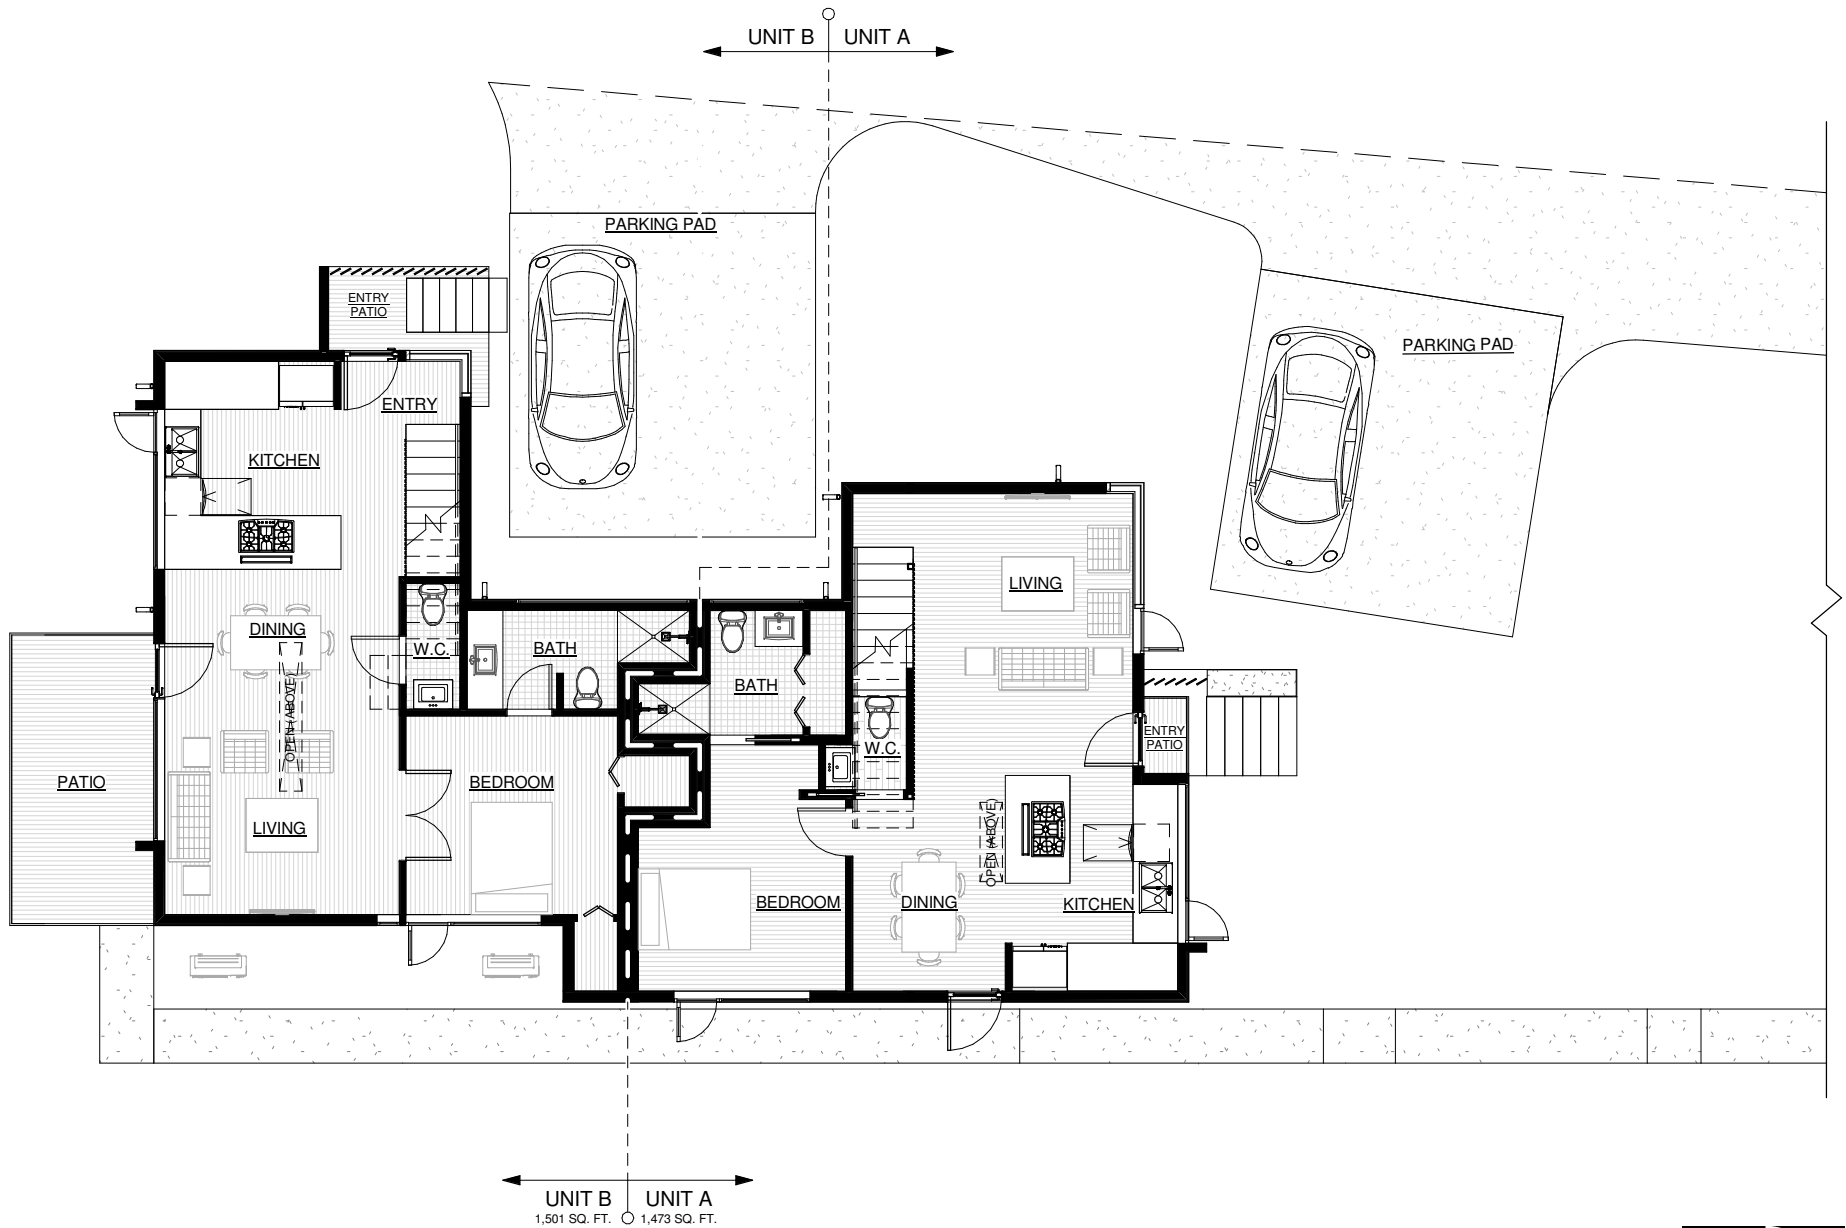 UNIT B
UNIT A
PARKING PAD
ENTRY
PATIO
PARKING PAD
ENTRY
KITCHEN
LIVING
DINING
W.C.
BATH
BATH
OPEN (ABOVE)
ENTRY
PATIO
W.C.
PATIO
BEDROOM
LIVING
OPEN (ABOVE)
BEDROOM
DINING
KITCHEN
UNIT B
UNIT A
1,501 SQ. FT.
1,473 SQ. FT.